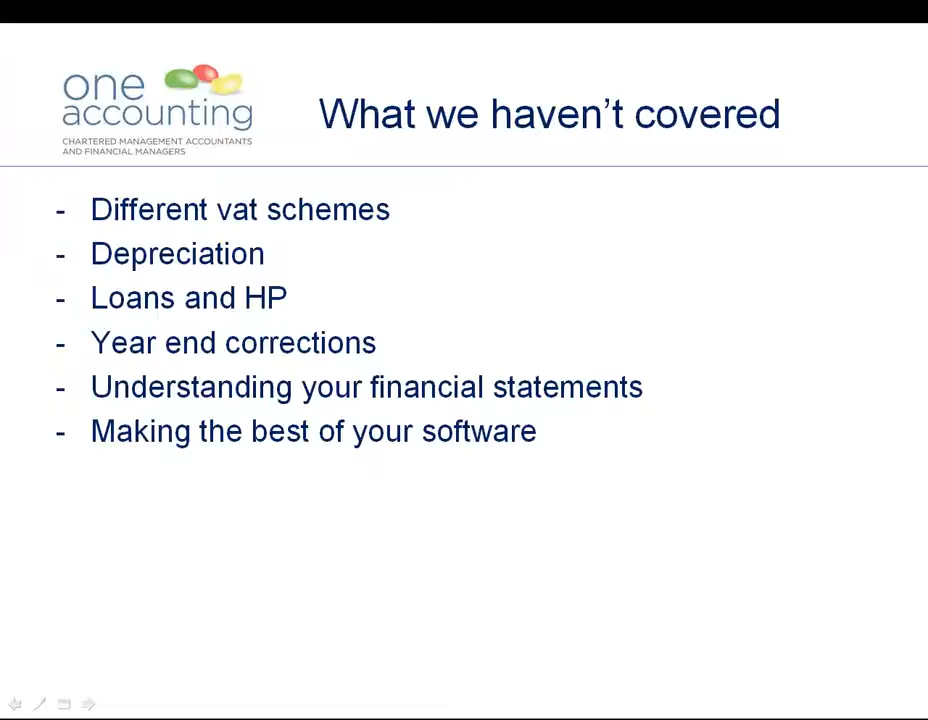 one
accounting
CHARTERED MANAGEMENT ACCOUNTANTS
AND FINANCIAL MANAGERS
What we haven’t covered
- Different vat schemes
- Depreciation
- Loans and HP
- Year end corrections
- Understanding your financial statements
- Making the best of your software